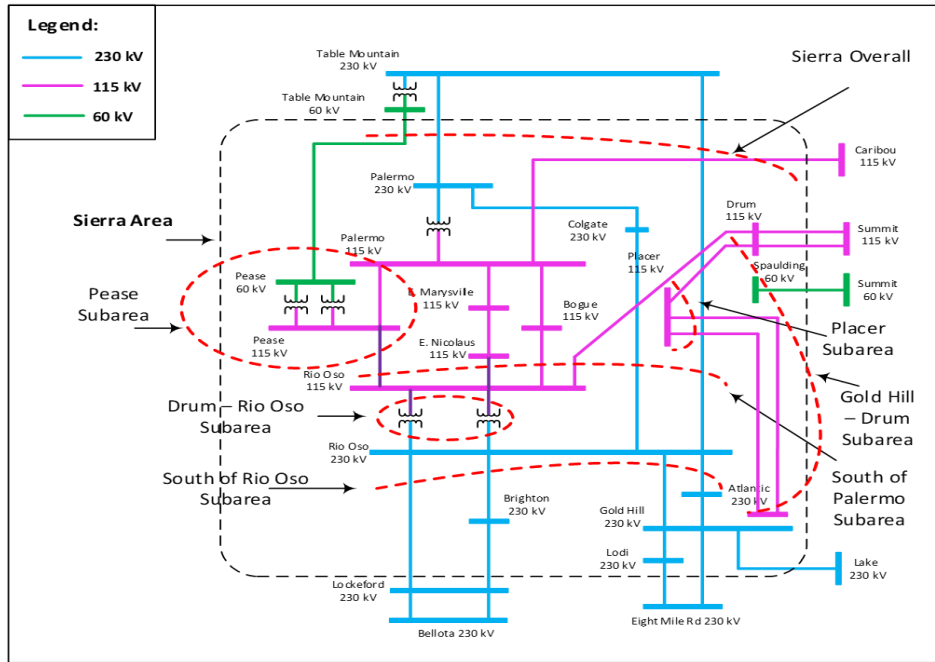 Legend:
230 kV
115 kV
60 kV
Table Mountain
230 kV
Sierra Overall
Table Mountain
60 kV
Caribou
115 kV
Palermo
230 kV
Sierra Area
Colgate
230 kV
Drum
115 kV
Summit
115 kV
Palermo
115 kV
Placer
115 kV
Spaulding
60 kV
Summit
60 kV
Pease
60 kV
Pease
Subarea
E. Marysville
115 kV
Bogue
115 kV
Placer
Subarea
Pease
115 kV
E. Nicolaus
115 kV
Rio Oso
115 kV
Drum – Rio Oso
Subarea
Gold Hill
– Drum
Subarea
Rio Oso
230 kV
South of Rio Oso
Subarea
South of
Palermo
Subarea
Brighton
230 kV
Atlantic
230 kV
Gold Hill
230 kV
Lodi
230 kV
Lake
230 kV
Lockeford
230 kV
Bellota 230 kV
Eight Mile Rd 230 kV